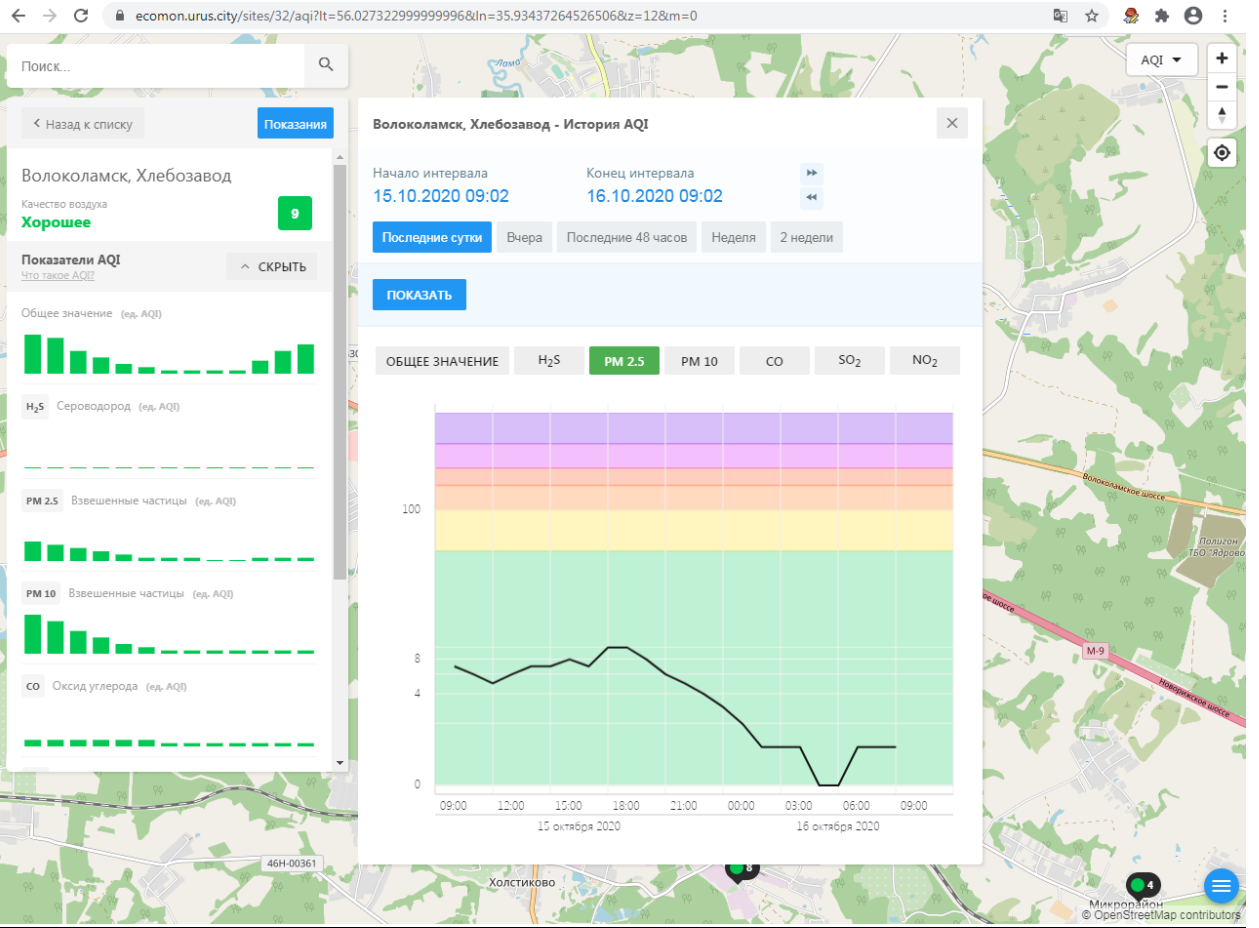 ecomon.urus.city/sites/32/aqi?lt=56.027322999999996&ln=35.93437264526506&z=12&m=0
Поиск...
AQI
Лама
Назад к списку
Показания
Волоколамск, Хлебозавод
Качество воздуха
Хорошее
9
Показатели AQI
Что такое AQI?
СКРЫТЬ
Общее значение (ед. AQI)
H2S Сероводород (ед. AQI)
PM 2.5 Взвешенные частицы (ед. AQI)
PM 10 Взвешенные частицы (ед. AQI)
CO Оксид углерода (ед. AQI)
Волоколамск, Хлебозавод - История AQI
Начало интервала
15.10.2020 09:02
Конец интервала
16.10.2020 09:02
Последние сутки
Вчера
Последние 48 часов
Неделя
2 недели
ПОКАЗАТЬ
ОБЩЕЕ ЗНАЧЕНИЕ
H2S
PM 2.5
PM 10
CO
SO2
NO2
100
8
4
0
09:00 12:00 15:00 18:00 21:00 00:00 03:00 06:00 09:00
15 октября 2020 16 октября 2020
Волоколамское шоссе
Полигон
ТБО "Ядрово
ое шоссе
М-9
Новорижское шоссе
46Н-00361
Холстиково
8
4
Микрорайон
© OpenStreetMap contributors